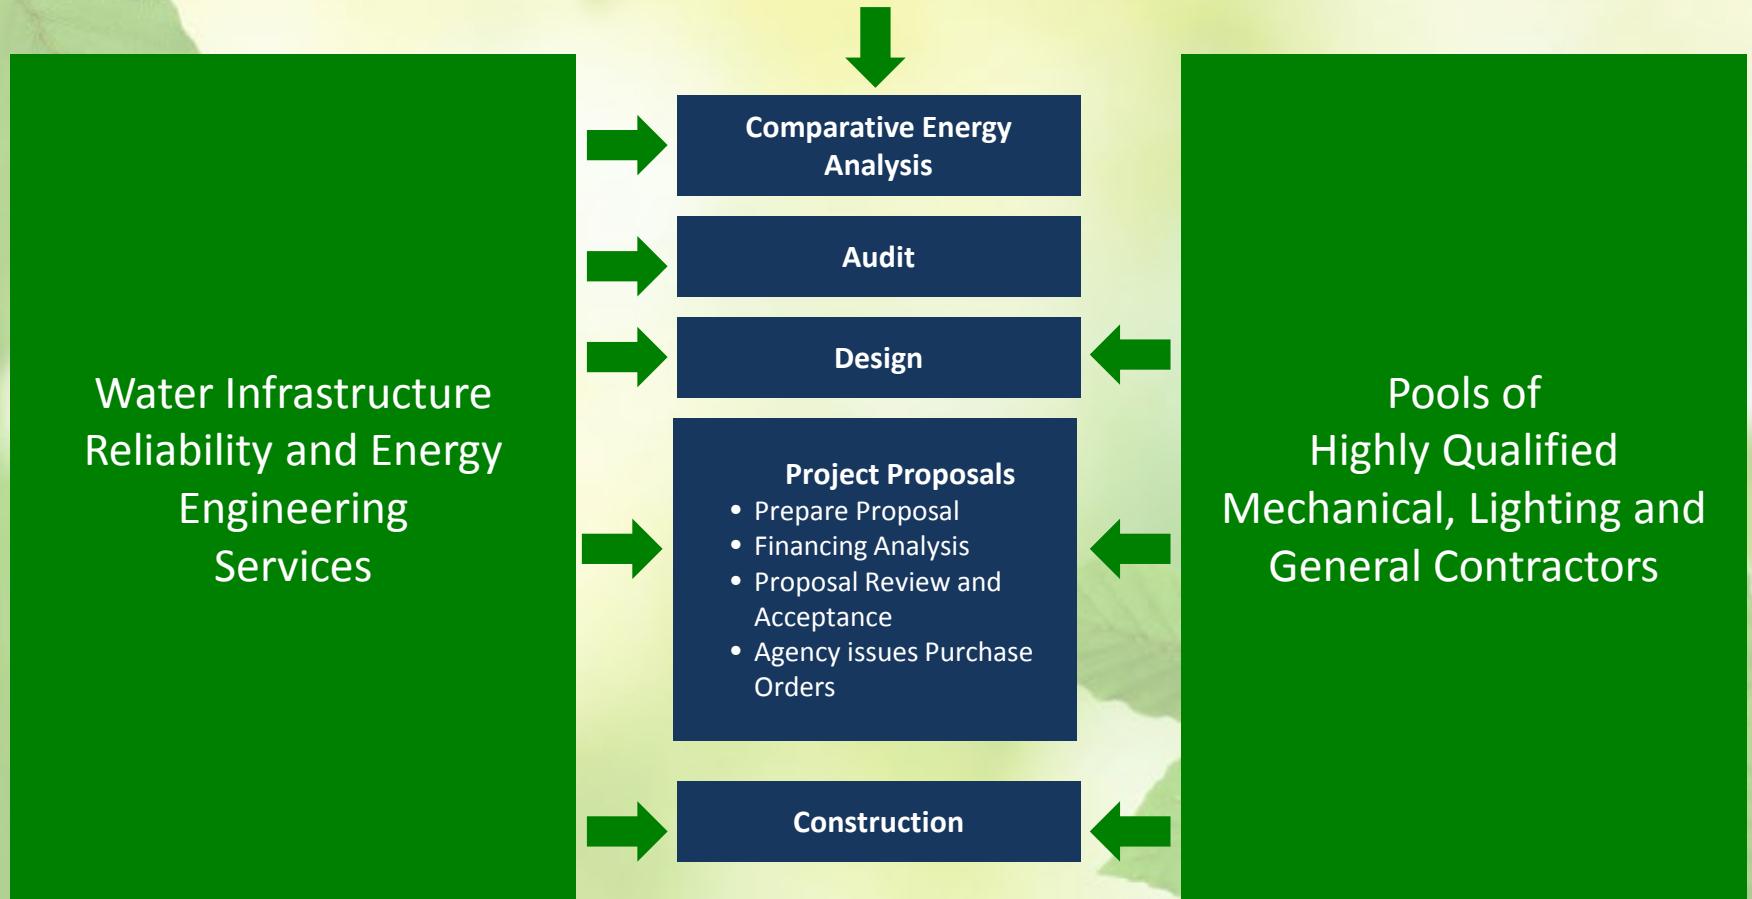 Water Infrastructure
Reliability and Energy
Engineering
Services
Comparative Energy
Analysis
Audit
Design
Project Proposals
• Prepare Proposal
• Financing Analysis
• Proposal Review and
Acceptance
• Agency issues Purchase
Orders
Construction
Pools of
Highly Qualified
Mechanical, Lighting and
General Contractors